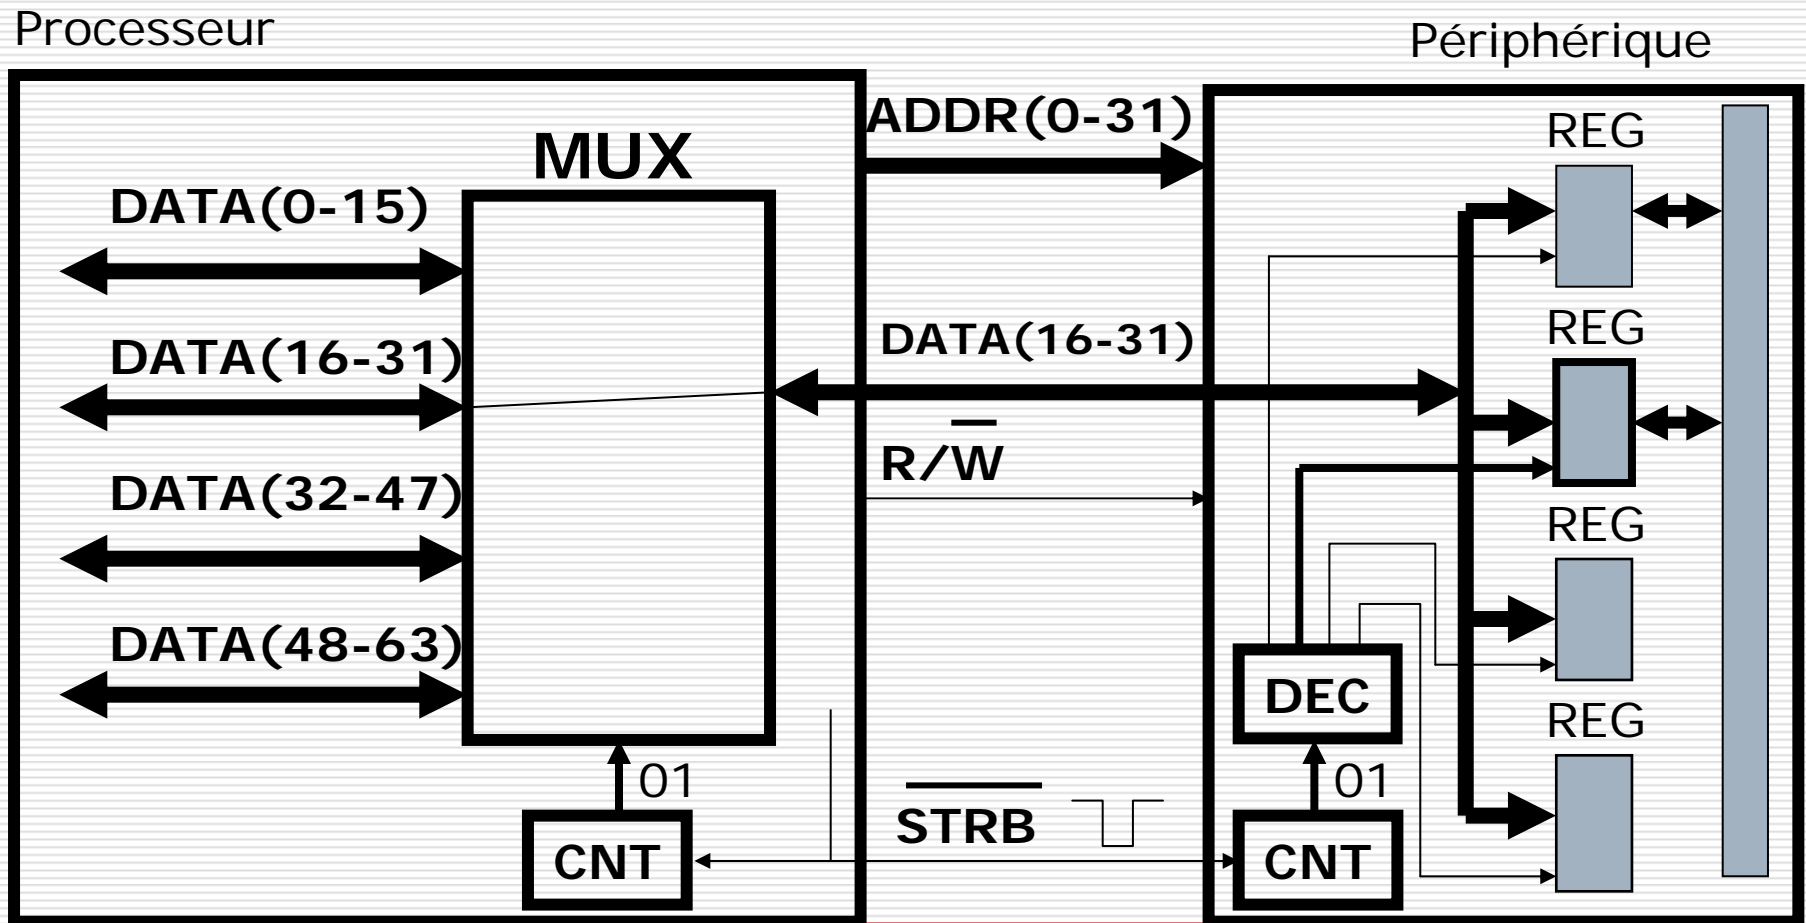 Processeur
Périphérique
ADDR(0-31)
MUX
REG
DATA(0-15)
DATA(16-31)
REG
DATA(16-31)
R/W̅
DATA(32-47)
REG
DATA(48-63)
DEC
REG
01
01
S̅T̅R̅B̅
CNT
CNT